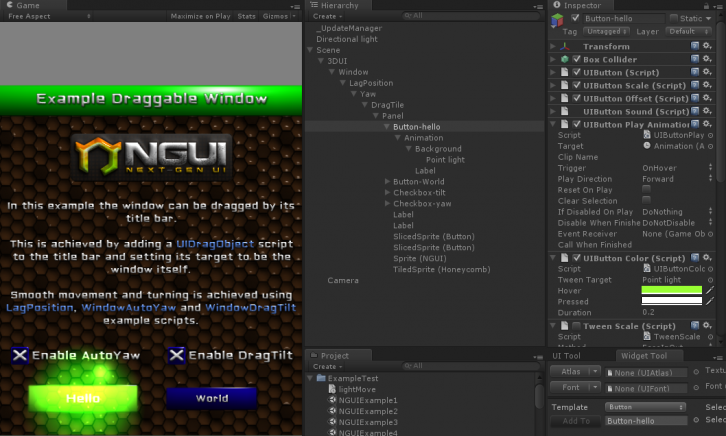 Game
Free Aspect
Maximize on Play
Stats
Gizmos
Example Draggable Window
NGUI
NEXT-GEN UI
In this example the window can be dragged by its
title bar.
This is achieved by adding a UIDragObject script
to the title bar and setting its target to be the
window itself.
Smooth movement and turning is achieved using
LagPosition, WindowAutoYaw and WindowDragTilt
example scripts.
Enable AutoYaw
Enable DragTilt
Hello
World
Hierarchy
Create
All
_UpdateManager
Directional light
Scene
3DUI
Window
LagPosition
Yaw
DragTile
Panel
Button-hello
Animation
Background
Point light
Label
Button-World
Checkbox-tilt
Checkbox-yaw
Label
Label
SlicedSprite (Button)
SlicedSprite (Button)
Sprite (NGUI)
TiledSprite (Honeycomb)
Camera
Project
Create
All
ExampleTest
lightMove
NGUIExample1
NGUIExample2
NGUIExample3
NGUIExample4
Inspector
Button-hello
Static
Tag Untagged Layer Default
Transform
Box Collider
UIButton (Script)
UIButton Scale (Script)
UIButton Offset (Script)
UIButton Sound (Script)
UIButton Play Animation
Script UIButtonPlay
Target Animation (A
Clip Name
Trigger OnHover
Play Direction Forward
Reset On Play
Clear Selection
If Disabled On Play DoNothing
Disable When Finishe DoNotDisable
Event Receiver None (Game Ob
Call When Finished
UIButton Color (Script)
Script UIButtonColo
Tween Target Point light
Hover
Pressed
Duration 0.2
Tween Scale (Script)
Script TweenScale
UI Tool
Widget Tool
Atlas None (UIAtlas) Textu
Font None (UIFont) Font
Template Button Selec
Add To Button-hello Selec